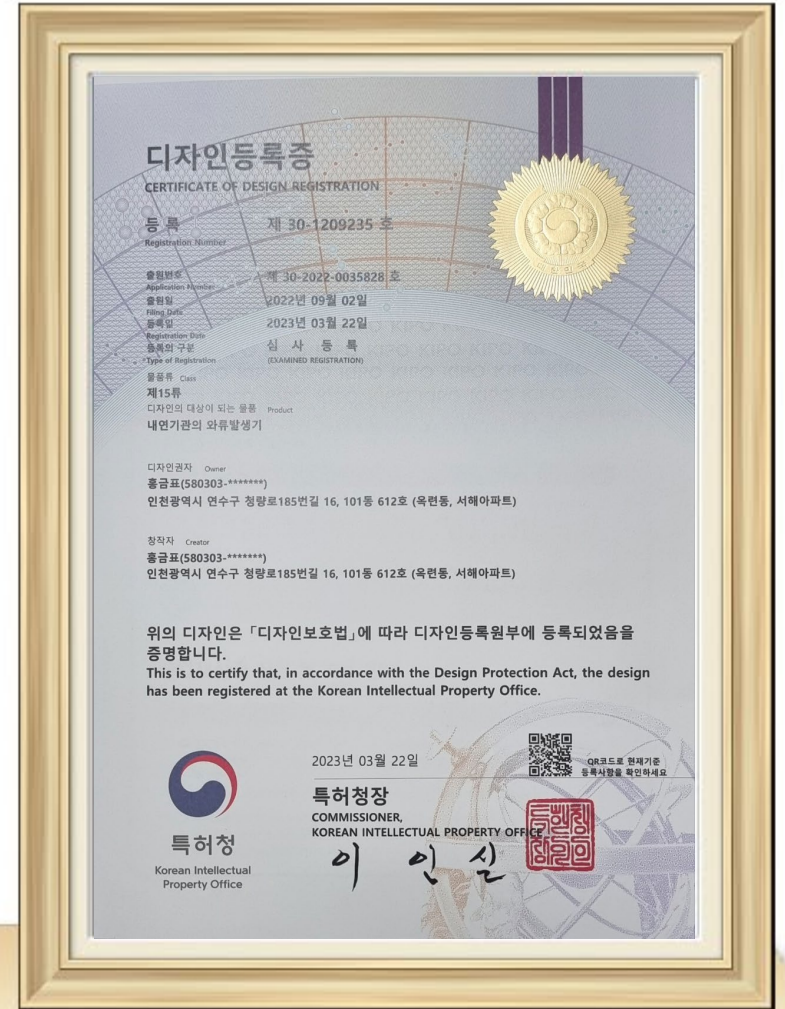 디자인등록증
CERTIFICATE OF DESIGN REGISTRATION
등록 제 30-1209235 호
Registration Number
출원번호 제 30-2022-0035828 호
Application Number
출원일 2022년 09월 02일
Filing Date
등록일 2023년 03월 22일
Registration Date
등록의 구분 심 사 등 록
Type of Registration (EXAMINED REGISTRATION)
물품류 Class
제15류
디자인의 대상이 되는 물품 Product
내연기관의 와류발생기
디자인권자 Owner
홍금표(580303-*******)
인천광역시 연수구 청량로185번길 16, 101동 612호 (옥련동, 서해아파트)
창작자 Creator
홍금표(580303-*******)
인천광역시 연수구 청량로185번길 16, 101동 612호 (옥련동, 서해아파트)
위의 디자인은 「디자인보호법」에 따라 디자인등록원부에 등록되었음을
증명합니다.
This is to certify that, in accordance with the Design Protection Act, the design
has been registered at the Korean Intellectual Property Office.
2023년 03월 22일
QR코드로 현재기준
등록사항을 확인하세요
특허청장
COMMISSIONER,
KOREAN INTELLECTUAL PROPERTY OFFICE
이 인 실
특허청
Korean Intellectual
Property Office